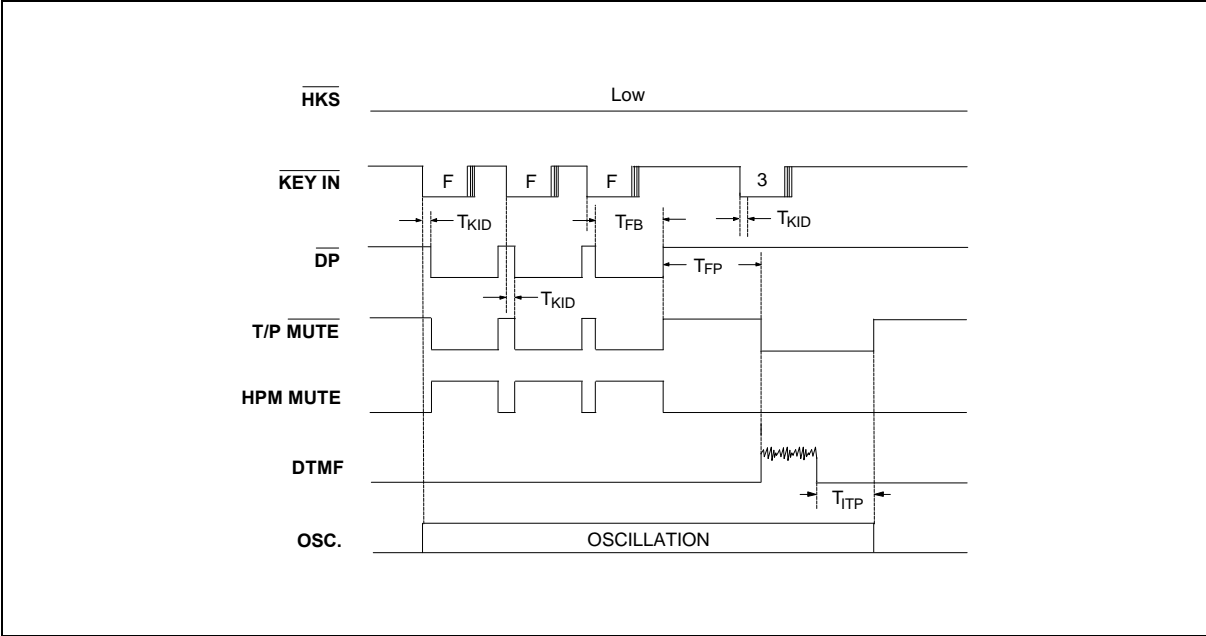 HKS
Low
KEY IN
F
F
F
3
TKID
TFB
TKID
DP
TFP
TKID
T/P MUTE
HPM MUTE
DTMF
TITP
OSC.
OSCILLATION